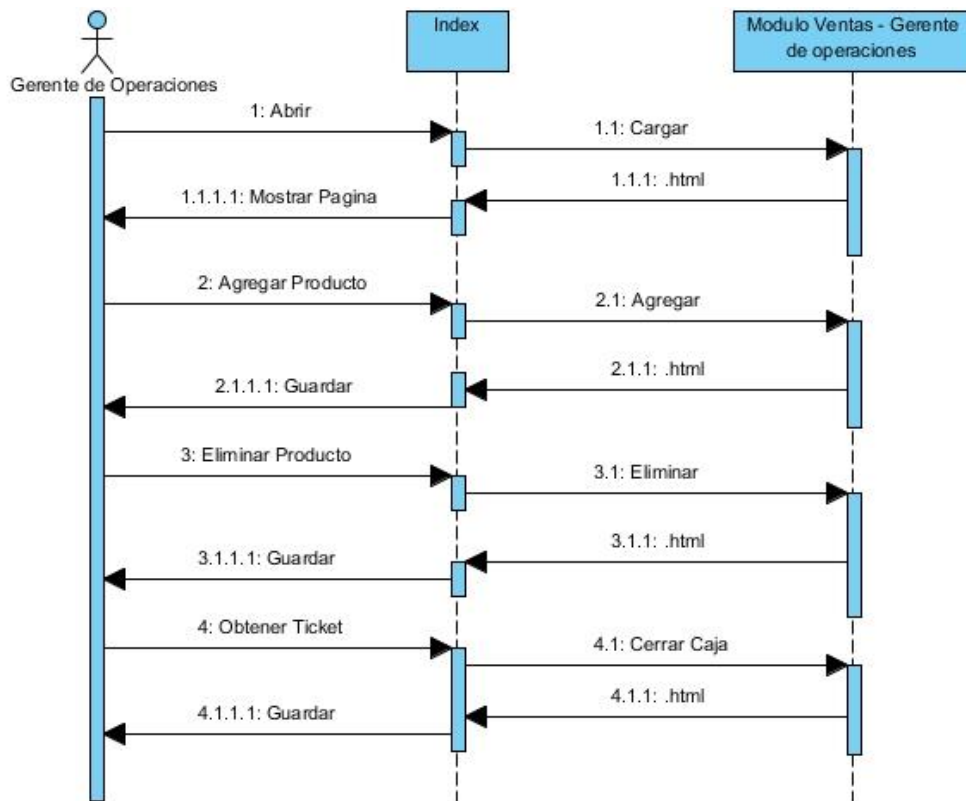 Index
Modulo Ventas - Gerente
de operaciones
Gerente de Operaciones
1: Abrir
1.1: Cargar
1.1.1: .html
1.1.1.1: Mostrar Pagina
2: Agregar Producto
2.1: Agregar
2.1.1: .html
2.1.1.1: Guardar
3: Eliminar Producto
3.1: Eliminar
3.1.1: .html
3.1.1.1: Guardar
4: Obtener Ticket
4.1: Cerrar Caja
4.1.1: .html
4.1.1.1: Guardar